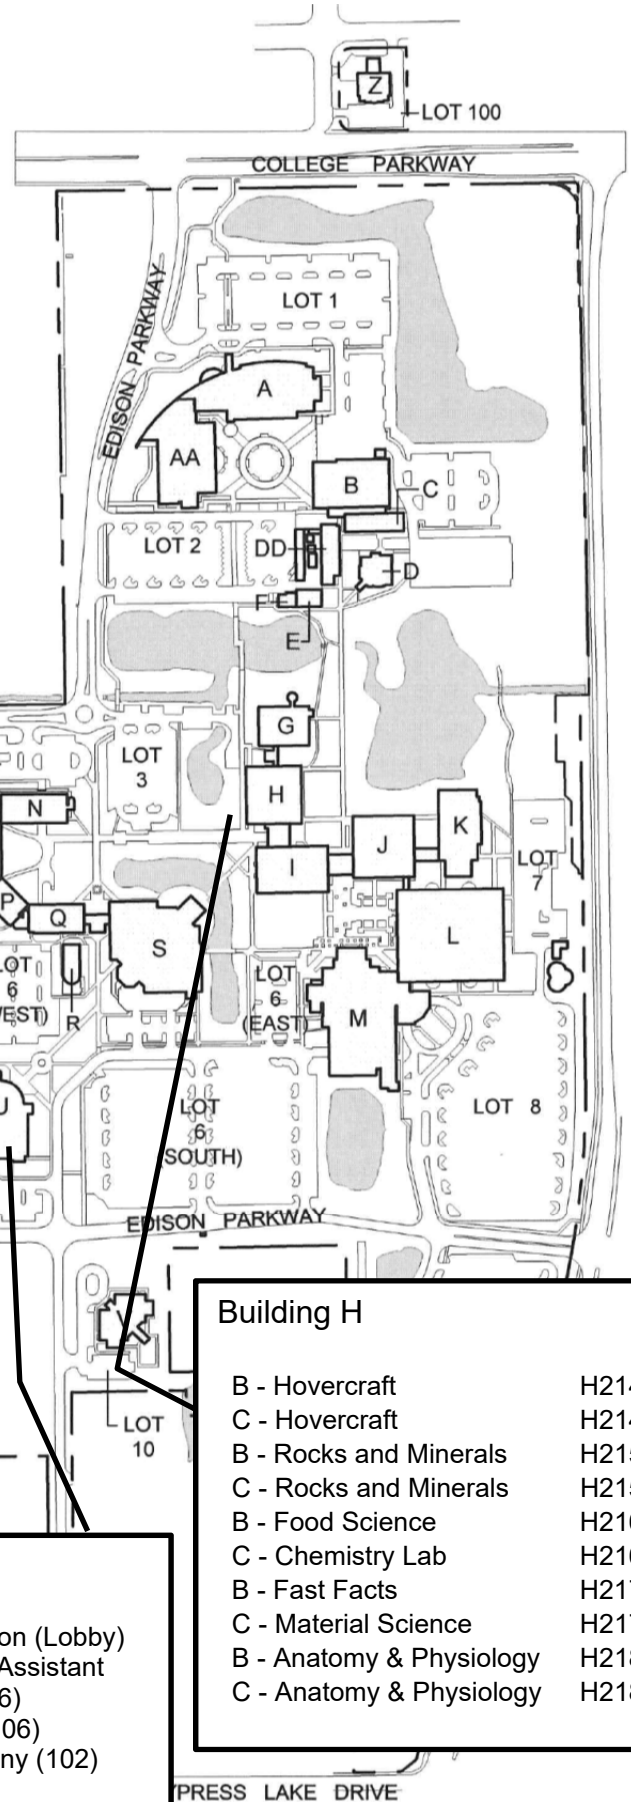 Z
LOT 100
COLLEGE PARKWAY
EDISON PARKWAY
LOT 1
A
AA
B
C
LOT 2
DD
D
F
E
G
LOT
3
H
N
K
J
I
LOT
7
P
Q
S
L
LOT
6
(EAST)
6
R
M
U
LOT 8
LOT
6
(SOUTH)
EDISON PARKWAY
LOT
10
Building H
B - Hovercraft
C - Hovercraft
B - Rocks and Minerals
C - Rocks and Minerals
B - Food Science
C - Chemistry Lab
B - Fast Facts
C - Material Science
B - Anatomy & Physiology
C - Anatomy & Physiology
(Lobby)
Assistant
(102)
LAKE DRIVE